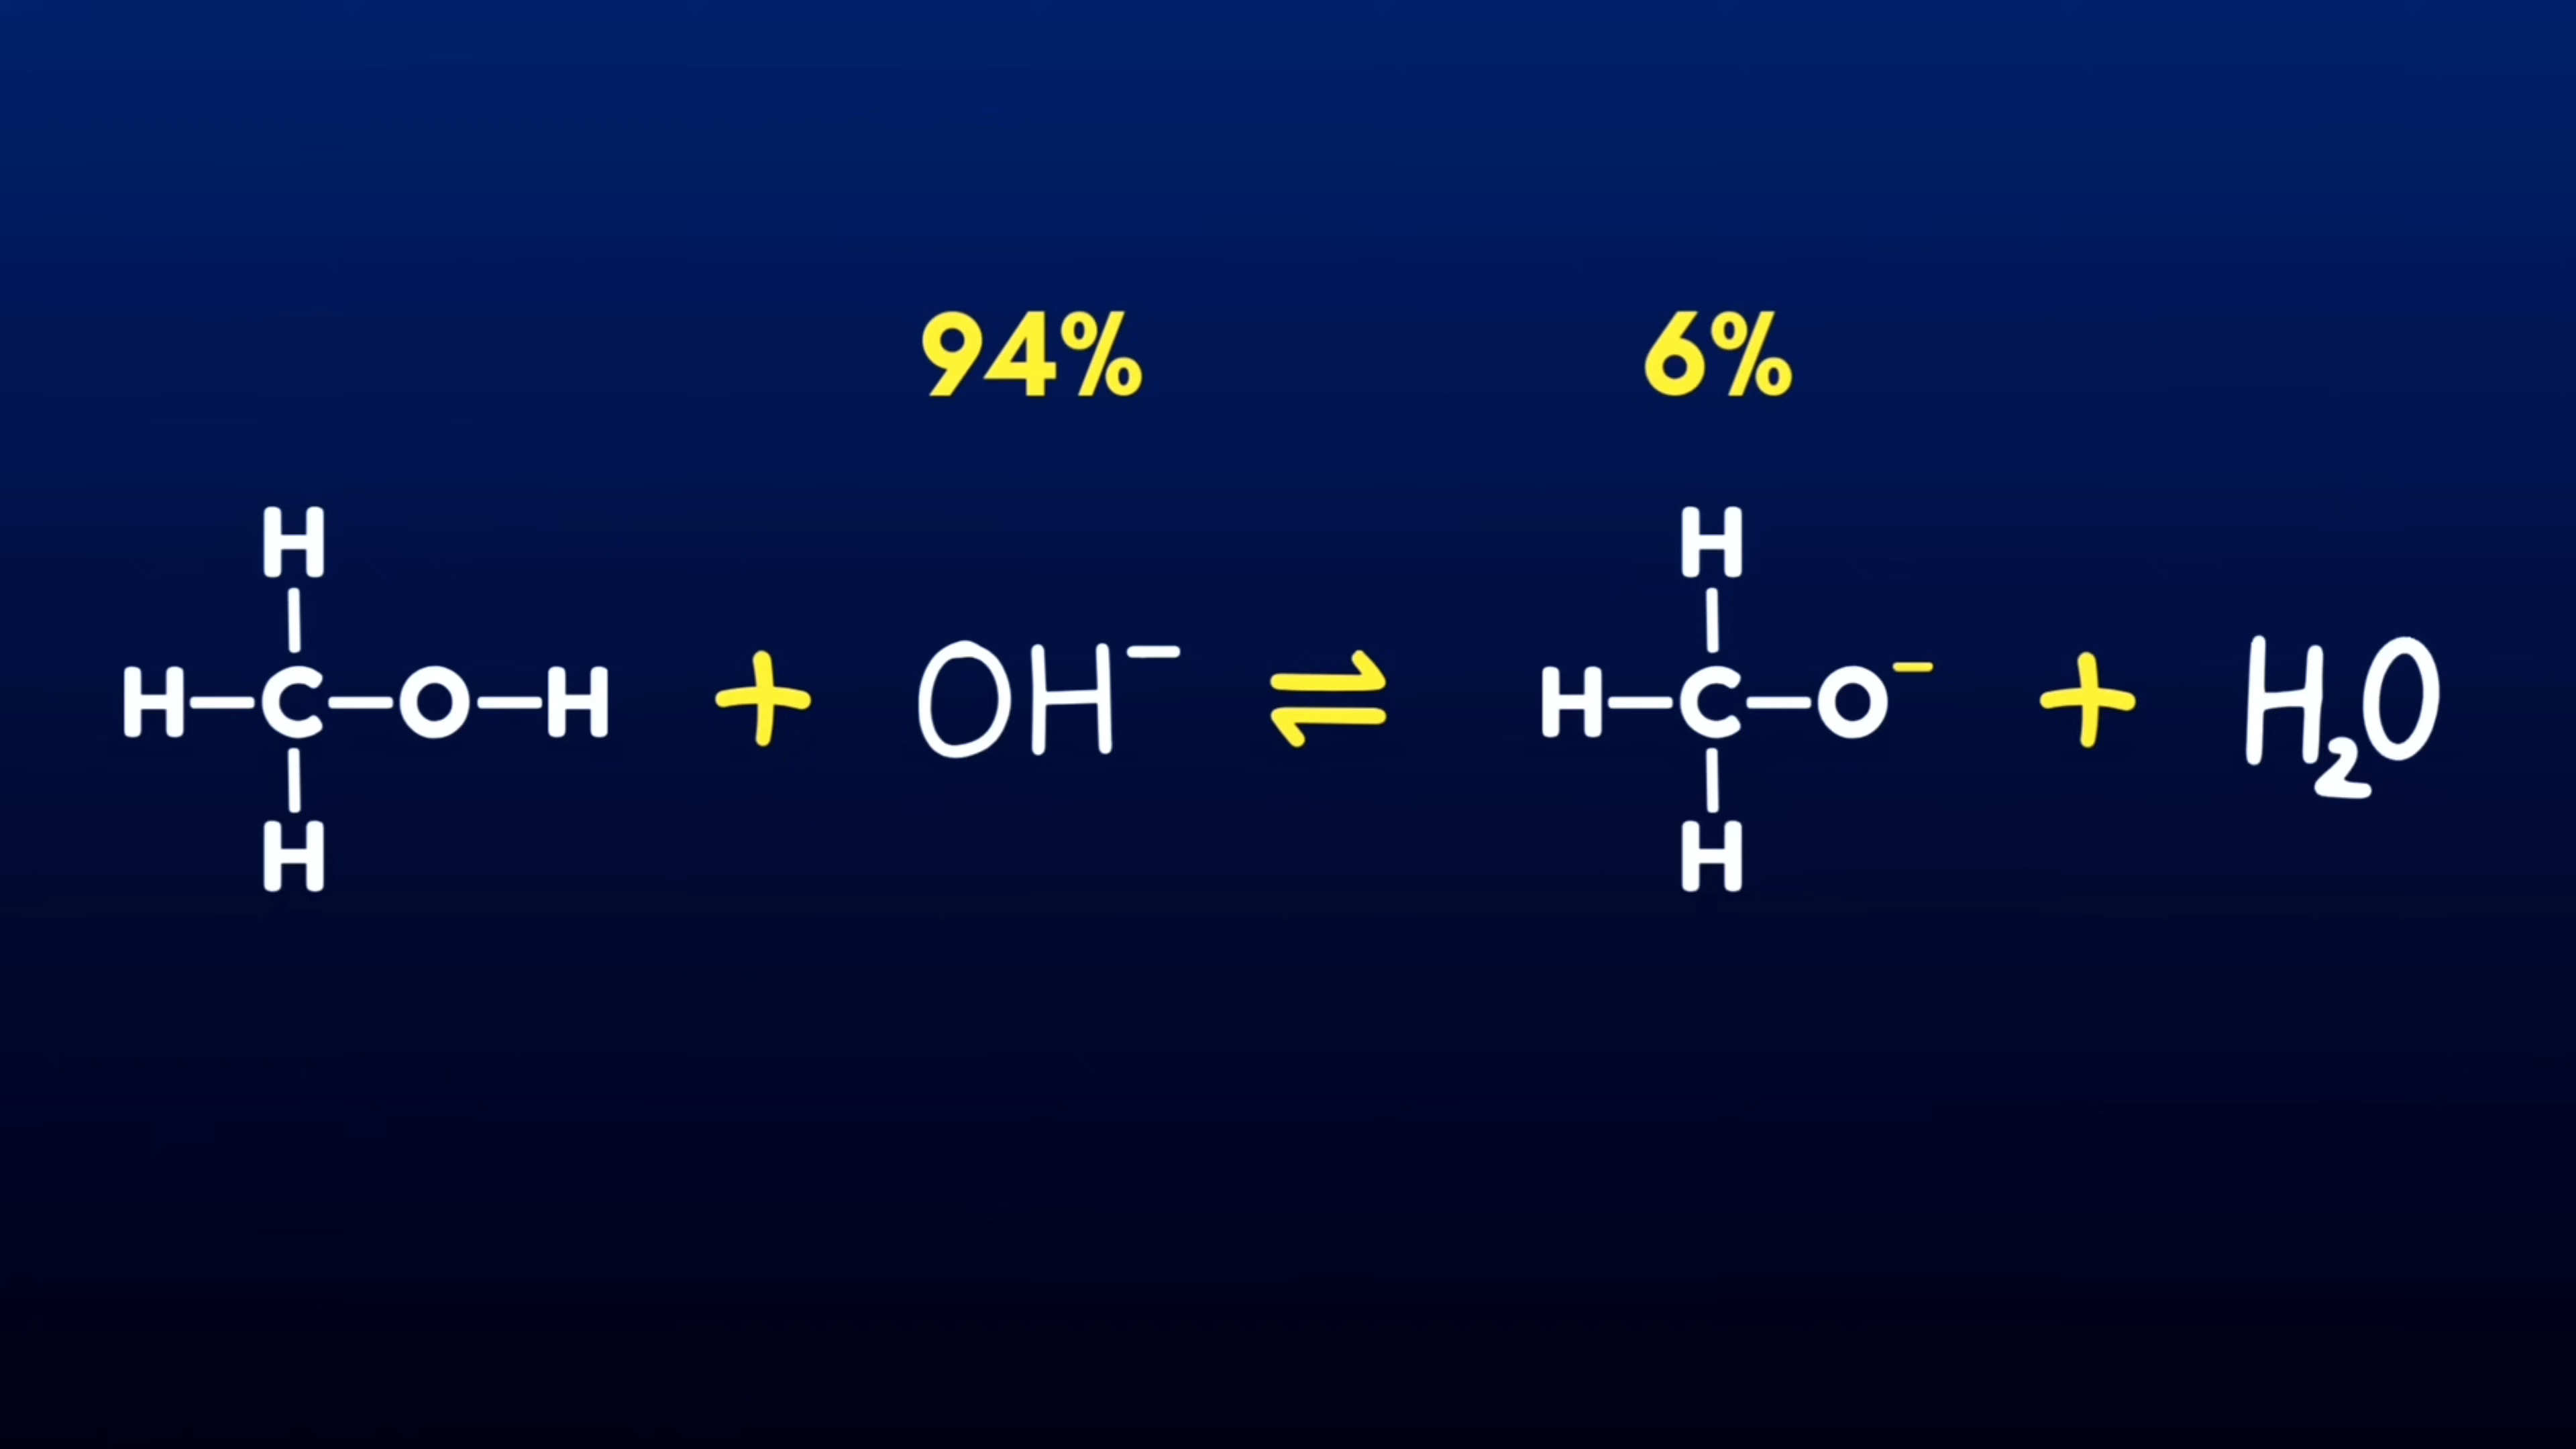 94% 6%
H H
H—C—O—H + OH⁻ ⇌ H—C—O⁻ + H₂O
H H